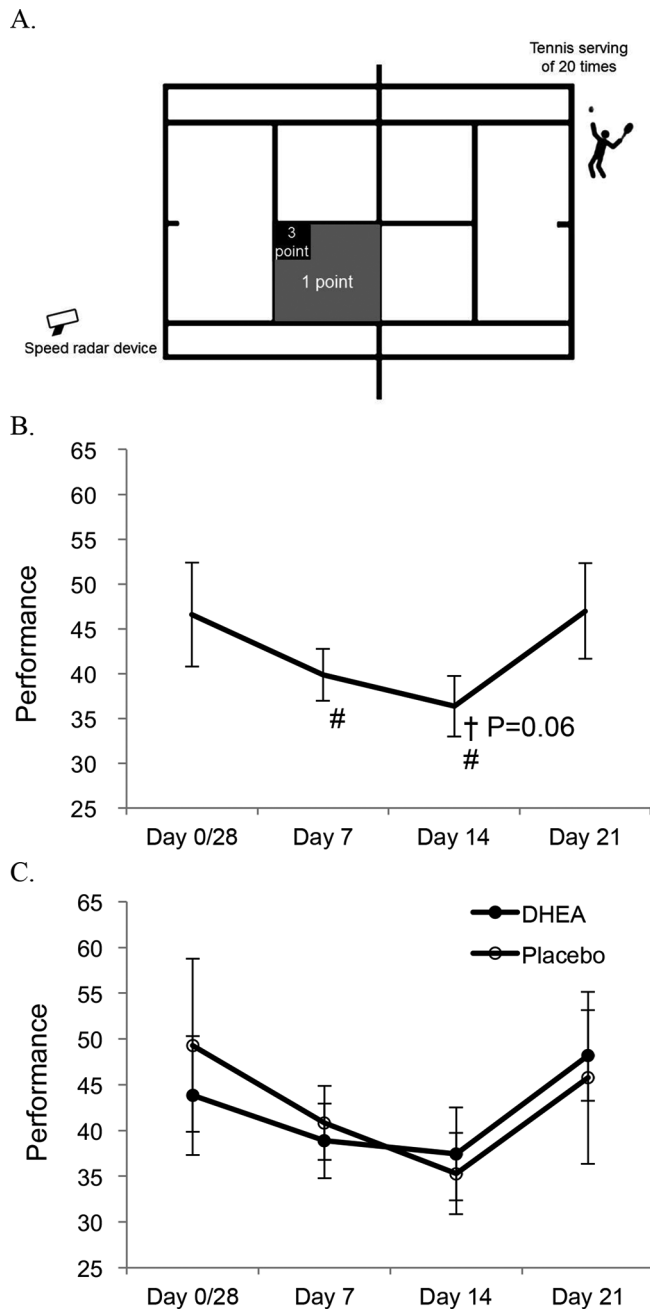 A.
Tennis serving
of 20 times
3
point
1 point
Speed radar device
B.
65
60
55
50
45
40
35
30
25
Performance
#
† P=0.06
#
Day 0/28 Day 7 Day 14 Day 21
C.
65
60
55
50
45
40
35
30
25
Performance
DHEA
Placebo
Day 0/28 Day 7 Day 14 Day 21